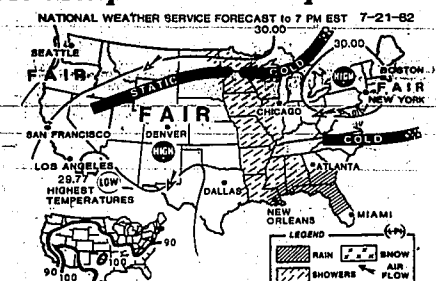 NATIONAL WEATHER SERVICE FORECAST to 7 PM EST 7-21-82
30.00
30.00
SEATTLE
FAIR
STATIC
COLD
HIGH
BOSTON
FAIR
NEW YORK
CHICAGO
FAIR
SAN FRANCISCO
DENVER
HIGH
COLD
LOS ANGELES
ATLANTA
29.77
LOW
HIGHEST
TEMPERATURES
DALLAS
NEW
ORLEANS
MIAMI
LEGEND
RAIN
SNOW
SHOWERS
AIR
FLOW
90
100
90
100